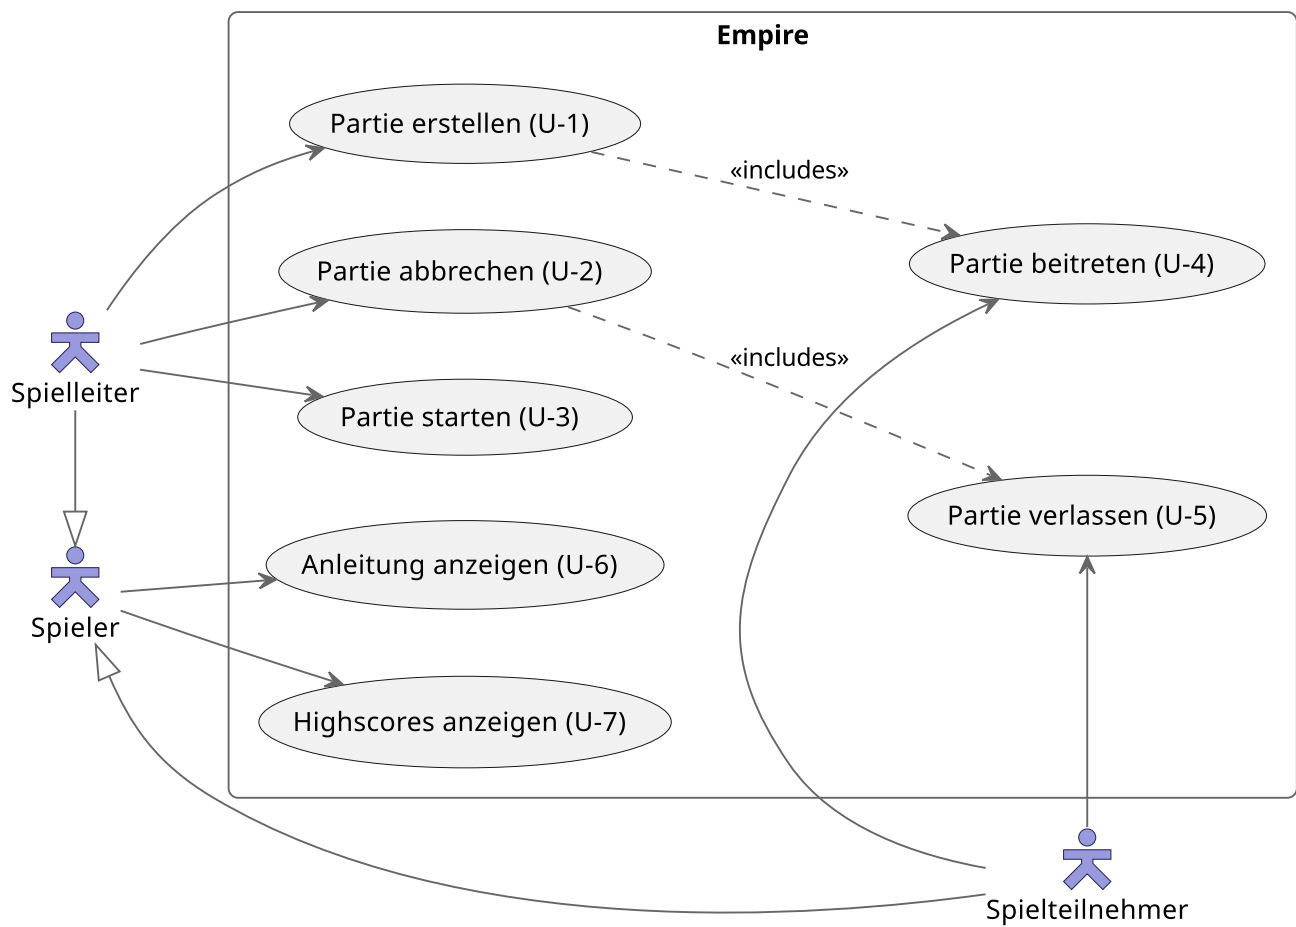 Empire
Partie erstellen (U-1)
«includes»
Partie abbrechen (U-2)
Partie beitreten (U-4)
«includes»
Spielleiter
Partie starten (U-3)
Partie verlassen (U-5)
Anleitung anzeigen (U-6)
Spieler
Highscores anzeigen (U-7)
Spielteilnehmer